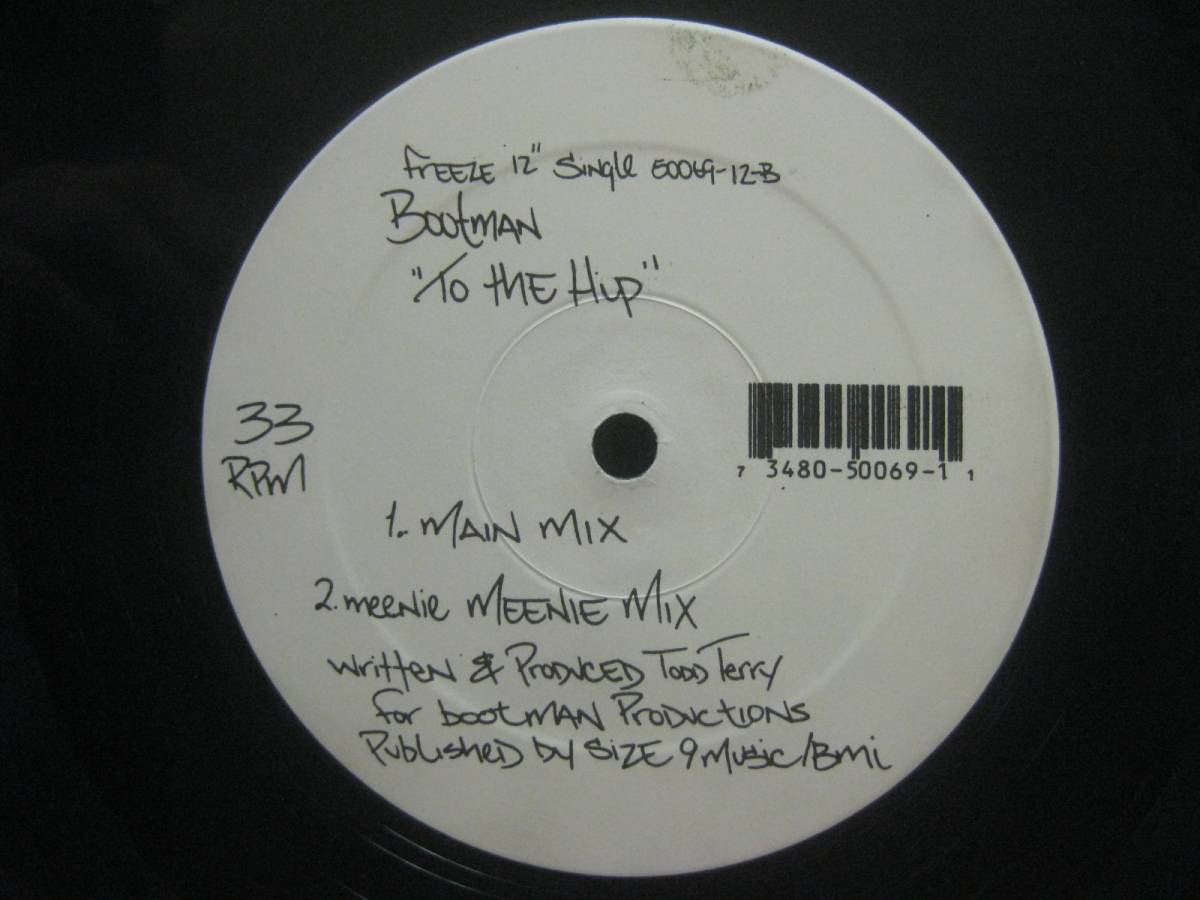 Freeze 12" Single 50069-12-B
Bootman
"To the Hip"
33
RPM
7 3480-50069-1 1
1. Main Mix
2. meenie Meenie Mix
Written & Produced Todd Terry
for bootman Productions
Published by Size 9 Music/Bmi